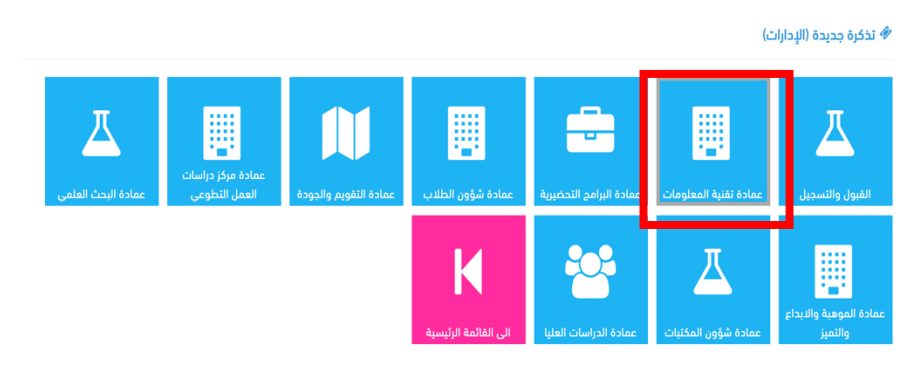 تذكرة جديدة (الإدارات)
القبول والتسجيل
عمادة تقنية المعلومات
عمادة البرامج التحضيرية
عمادة شؤون الطلاب
عمادة التقويم والجودة
عمادة مركز دراسات
العمل التطوعي
عمادة البحث العلمي
عمادة الموهبة والابداع
والتميز
عمادة شؤون المكتبات
عمادة الدراسات العليا
الى القائمة الرئيسية